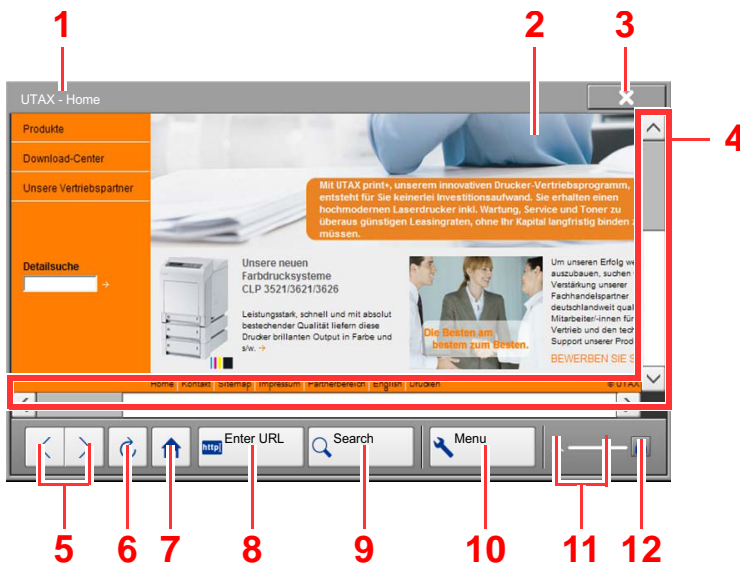 1 2 3
UTAX - Home
4
Produkte
Download-Center
Unsere Vertriebspartner
Detailsuche
Mit UTAX print+, unserem innovativen Drucker-Vertriebsprogramm,
entsteht für Sie keinerlei Investitionsaufwand. Sie erhalten einen
hochmodernen Laserdrucker inkl. Wartung, Service und Toner zu
überaus günstigen Leasingraten, ohne Ihr Kapital langfristig binden z
müssen.
Unsere neuen
Farbdrucksysteme
CLP 3521/3621/3626
Leistungsstark, schnell und mit absolut
bestechender Qualität liefern diese
Drucker brillanten Output in Farbe und
s/w. →
Die Besten am
bestem zum Besten.
Um unseren Erfolg we
auszubauen, suchen
Verstärkung unserer
Fachhandelspartner
deutschlandweit qual
Mitarbeiter/-innen für
Vertrieb und den tech
Support unserer Prod
BEWERBEN SIE S
Home Kontakt Sitemap Impressum Partnerbereich English Drucken © UTAX
http Enter URL Search Menu
5 6 7 8 9 10 11 12